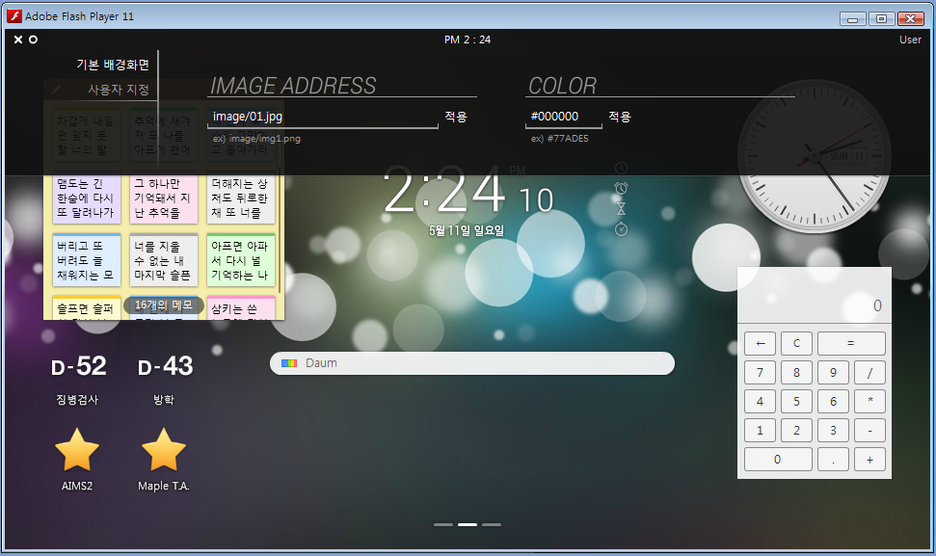 Adobe Flash Player 11
PM 2 : 24
User
기본 배경화면
사용자 지정
IMAGE ADDRESS
image/01.jpg
적용
ex) image/img1.png
COLOR
#000000
적용
ex) #77ADE5
차갑게 내릴
면 믿지 못
할 너의 말
추억에 새겨
져 또 나를
아프게 했어
고 돌아가라
맴도는 긴
한숨에 다시
또 달려나가
그 하나만
기억돼서 지
난 추억을
더해지는 상
처도 뒤로한
채 또 너를
버리고 또
버려도 늘
채워지는 모
너를 지울
수 없는 내
마지막 슬픈
아프면 아파
서 다시 널
기억하는 나
슬프면 슬퍼
16개의 메모
삼키는 쓴
PM
2:24 10
5월 11일 일요일
SUN 11
D-52
징병검사
D-43
방학
AIMS2
Maple T.A.
Daum
0
← C =
7 8 9 /
4 5 6 *
1 2 3 -
0 . +